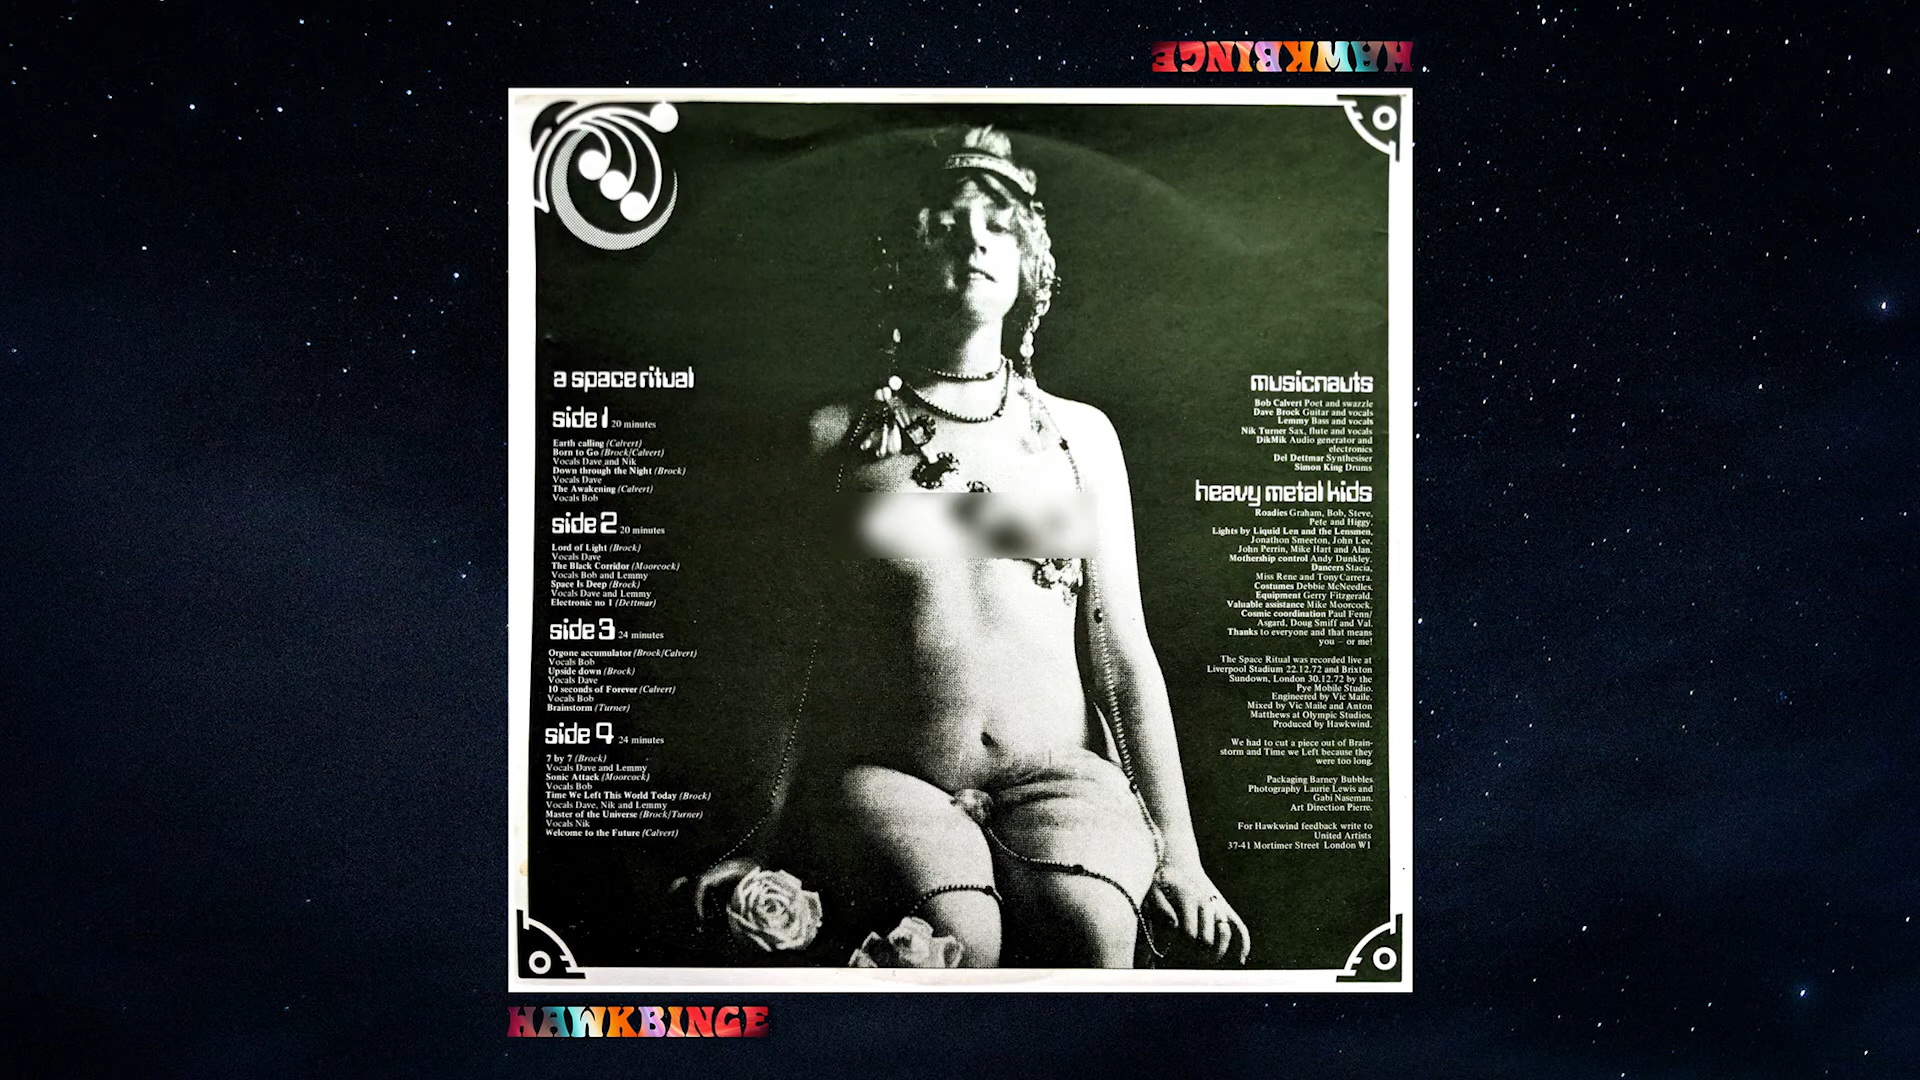 HAWKBINGE
a space ritual
side 1 20 minutes
Earth calling (Calvert)
Born to Go (Brock/Calvert)
Vocals Dave and Nik
Down through the Night (Brock)
Vocals Dave
The Awakening (Calvert)
Vocals Bob
side 2 20 minutes
Lord of Light (Brock)
Vocals Dave
The Black Corridor (Moorcock)
Vocals Bob and Lemmy
Space Is Deep (Brock)
Vocals Dave and Lemmy
Electronic no 1 (Dettmar)
side 3 24 minutes
Orgone accumulator (Brock/Calvert)
Vocals Bob
Upside down (Brock)
Vocals Dave
10 seconds of Forever (Calvert)
Vocals Bob
Brainstorm (Turner)
side 4 24 minutes
7 by 7 (Brock)
Vocals Dave and Lemmy
Sonic Attack (Moorcock)
Vocals Bob
Time We Left This World Today (Brock)
Vocals Dave, Nik and Lemmy
Master of the Universe (Brock/Turner)
Vocals Nik
Welcome to the Future (Calvert)
musicnauts
Bob Calvert Poet and swazzle
Dave Brock Guitar and vocals
Lemmy Bass and vocals
Nik Turner Sax, flute and vocals
DikMik Audio generator and
electronics
Del Dettmar Synthesiser
Simon King Drums
heavy metal kids
Roadies Graham, Bob, Steve,
Pete and Higgy.
Lights by Liquid Len and the Lensmen,
Jonathon Smeeton, John Lee,
John Perrin, Mike Hart and Alan.
Mothership control Andy Dunkley.
Dancers Stacia,
Miss Rene and Tony Carrera.
Costumes Debbie McNeedles.
Equipment Gerry Fitzgerald.
Valuable assistance Mike Moorcock.
Cosmic coordination Paul Fenn/
Asgard, Doug Smiff and Val.
Thanks to everyone and that means
you — or me!
The Space Ritual was recorded live at
Liverpool Stadium 22.12.72 and Brixton
Sundown, London 30.12.72 by the
Pye Mobile Studio.
Engineered by Vic Maile.
Mixed by Vic Maile and Anton
Matthews at Olympic Studios.
Produced by Hawkwind.
We had to cut a piece out of Brain-
storm and Time we Left because they
were too long.
Packaging Barney Bubbles.
Photography Laurie Lewis and
Gabi Naseman.
Art Direction Pierre.
For Hawkwind feedback write to
United Artists
37-41 Mortimer Street London W1
HAWKBINGE